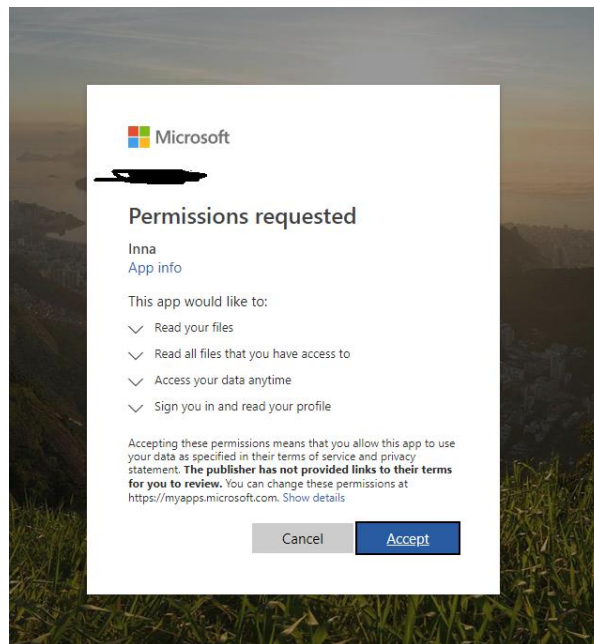 Microsoft
Permissions requested
Inna
App info
This app would like to:
Read your files
Read all files that you have access to
Access your data anytime
Sign you in and read your profile
Accepting these permissions means that you allow this app to use
your data as specified in their terms of service and privacy
statement. The publisher has not provided links to their terms
for you to review. You can change these permissions at
https://myapps.microsoft.com. Show details
Cancel Accept